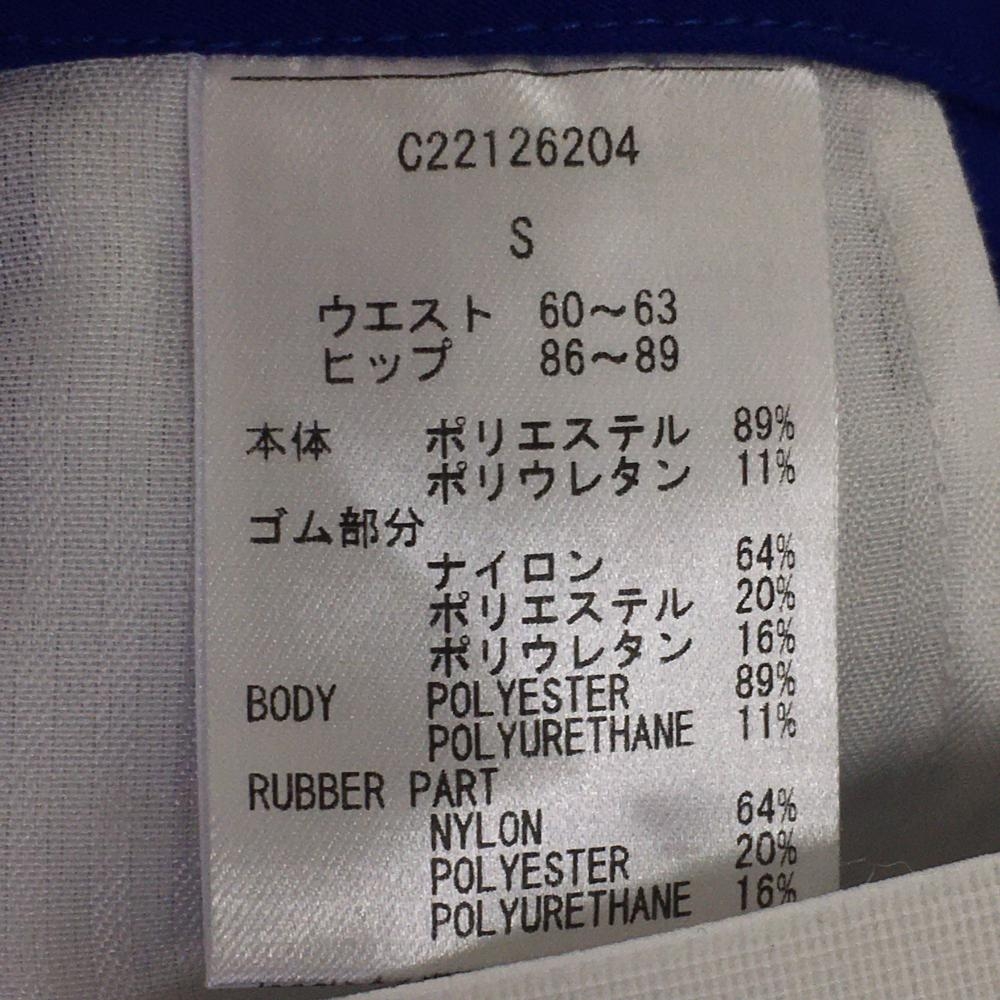 C22126204
S
ウエスト 60～63
ヒップ 86～89
本体 ポリエステル 89%
ポリウレタン 11%
ゴム部分
ナイロン 64%
ポリエステル 20%
ポリウレタン 16%
BODY POLYESTER 89%
POLYURETHANE 11%
RUBBER PART
NYLON 64%
POLYESTER 20%
POLYURETHANE 16%